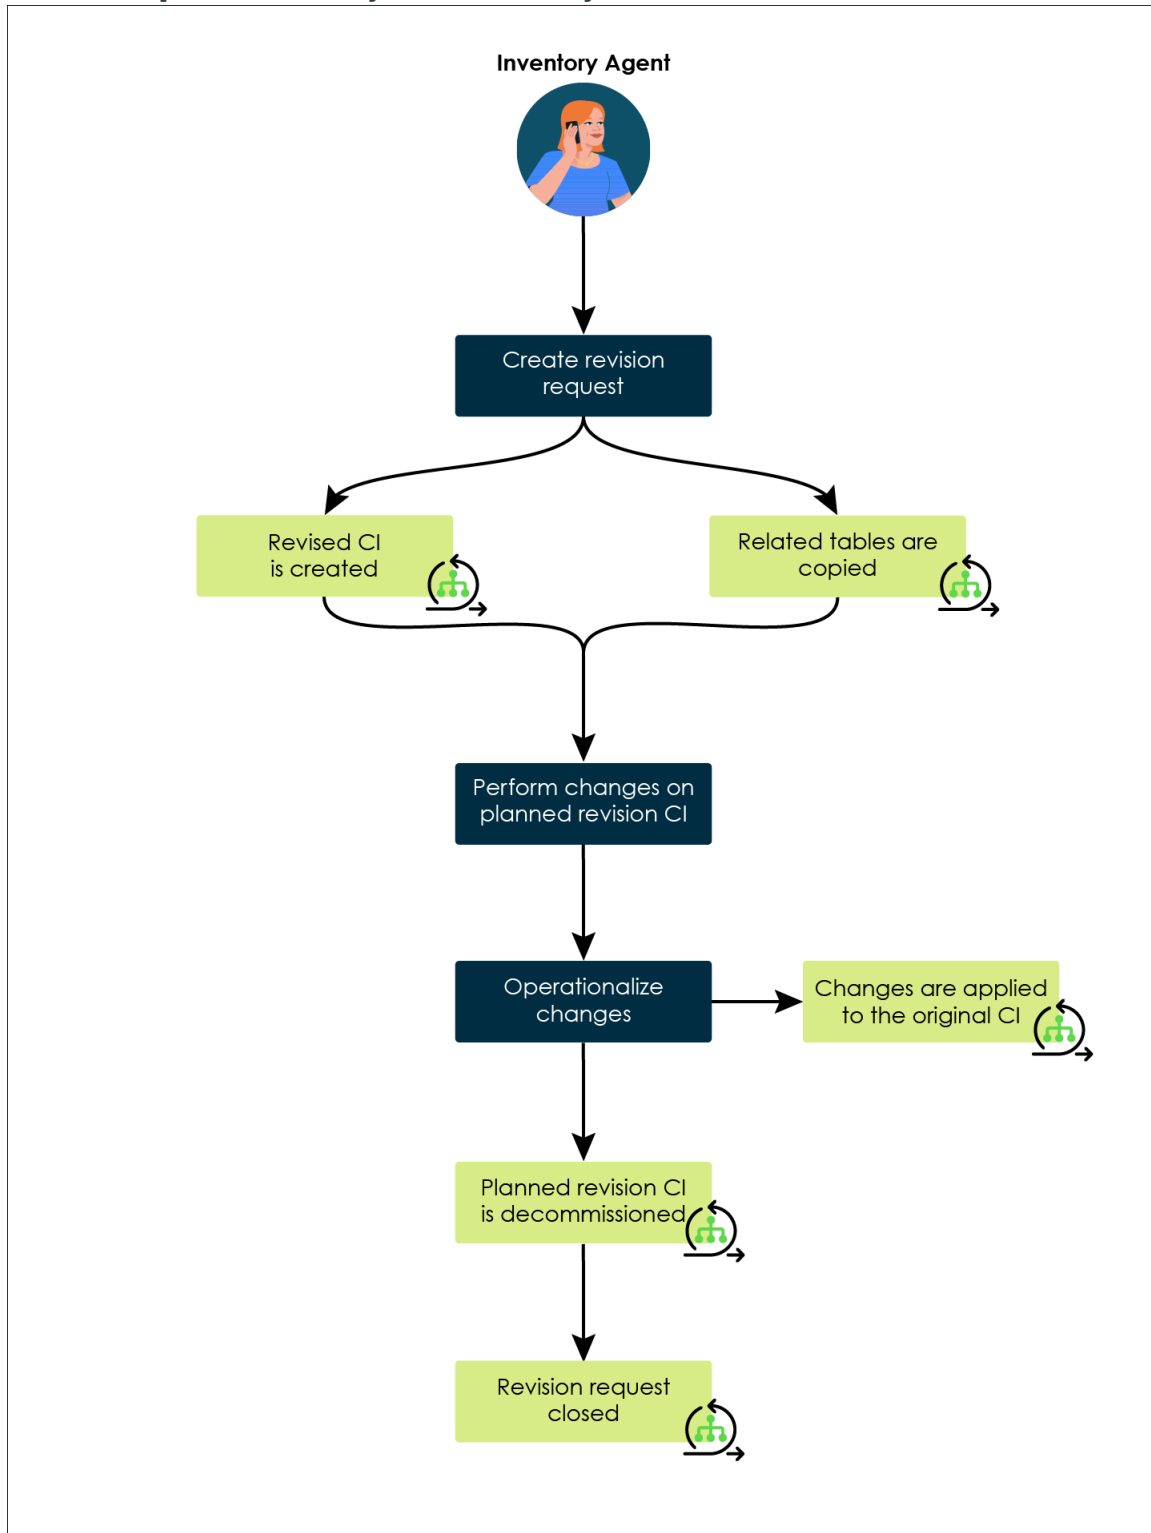 Inventory Agent
Create revision
request
Revised CI
is created
Related tables are
copied
Perform changes on
planned revision CI
Operationalize
changes
Changes are applied
to the original CI
Planned revision CI
is decommissioned
Revision request
closed